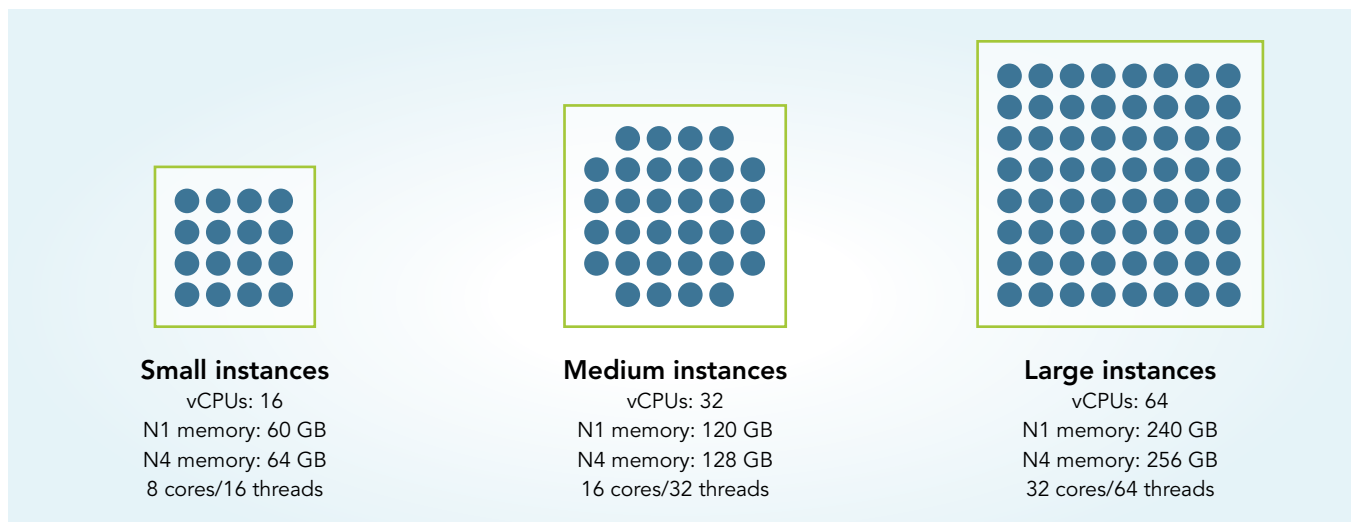 Small instances
vCPUs: 16
N1 memory: 60 GB
N4 memory: 64 GB
8 cores/16 threads
Medium instances
vCPUs: 32
N1 memory: 120 GB
N4 memory: 128 GB
16 cores/32 threads
Large instances
vCPUs: 64
N1 memory: 240 GB
N4 memory: 256 GB
32 cores/64 threads